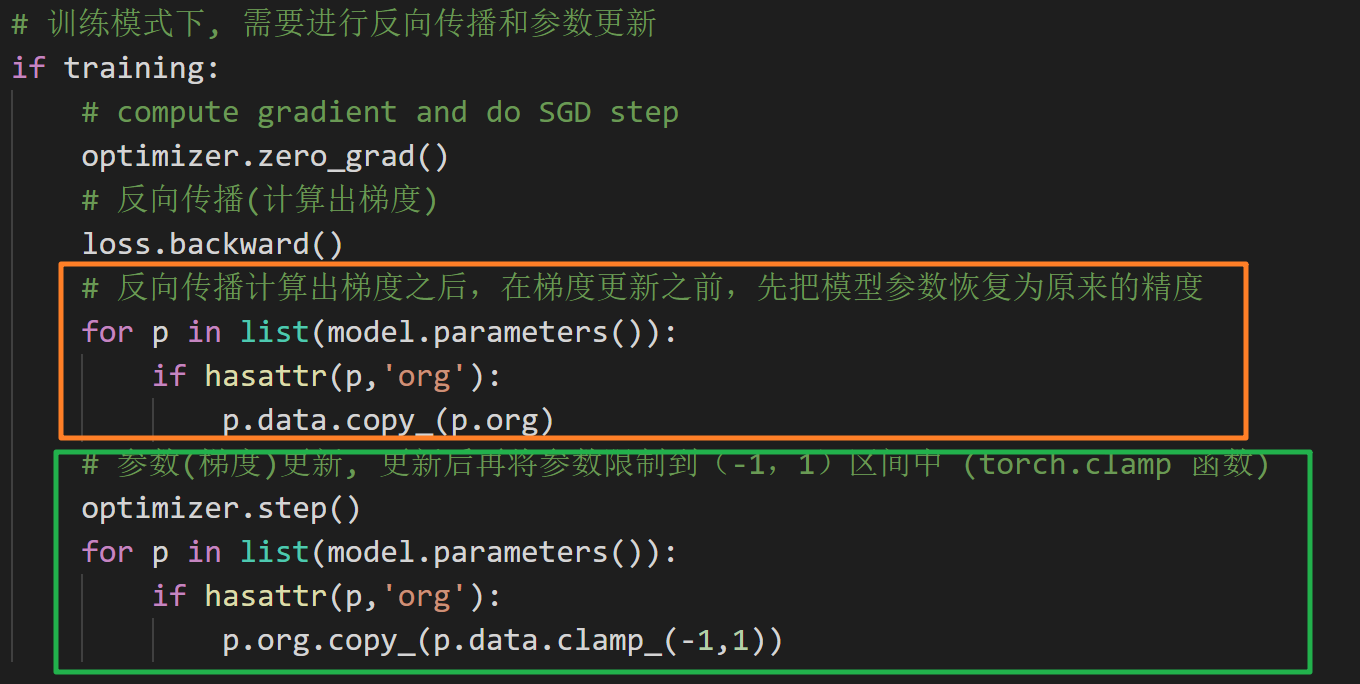 # 训练模式下, 需要进行反向传播和参数更新
if training:
    # compute gradient and do SGD step
    optimizer.zero_grad()
    # 反向传播(计算出梯度)
    loss.backward()
    # 反向传播计算出梯度之后，在梯度更新之前，先把模型参数恢复为原来的精度
    for p in list(model.parameters()):
        if hasattr(p,'org'):
            p.data.copy_(p.org)
    # 参数(梯度)更新, 更新后再将参数限制到（-1，1）区间中 (torch.clamp 函数)
    optimizer.step()
    for p in list(model.parameters()):
        if hasattr(p,'org'):
            p.org.copy_(p.data.clamp_(-1,1))